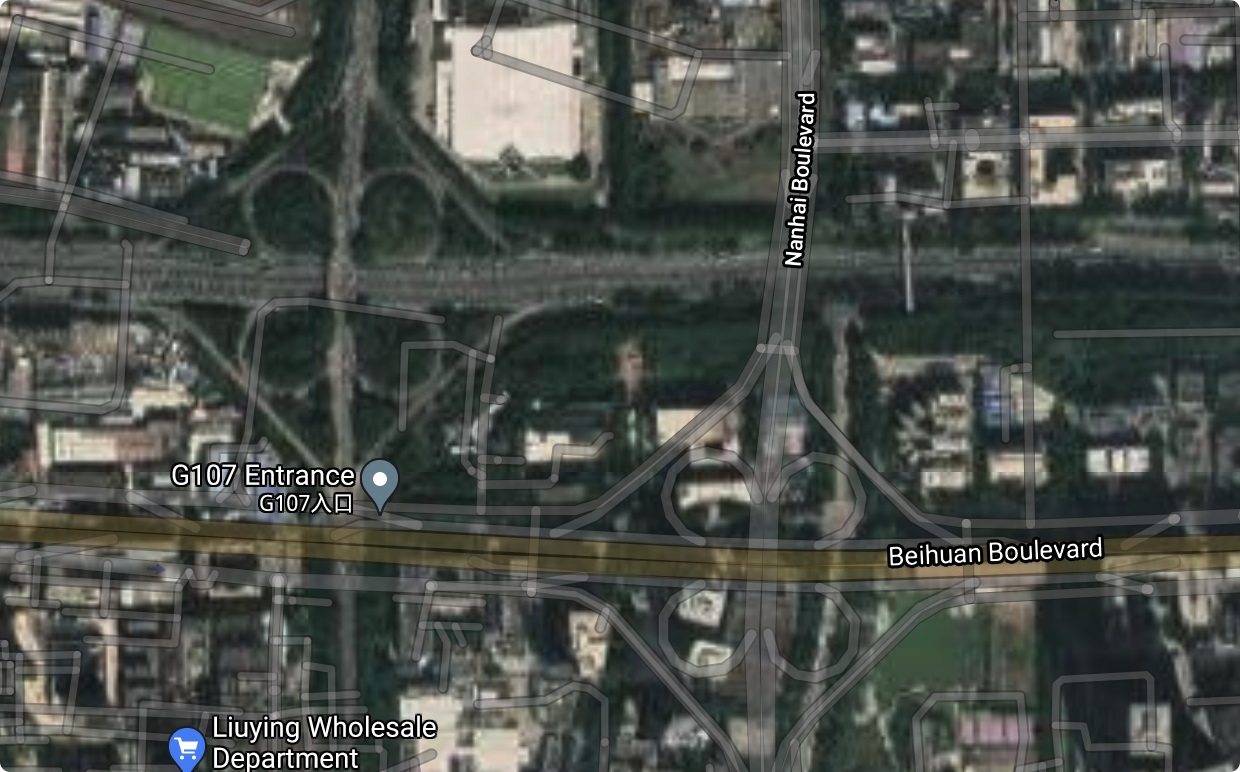 Nanhai Boulevard
G107 Entrance
G107入口
Beihuan Boulevard
Liuying Wholesale
Department